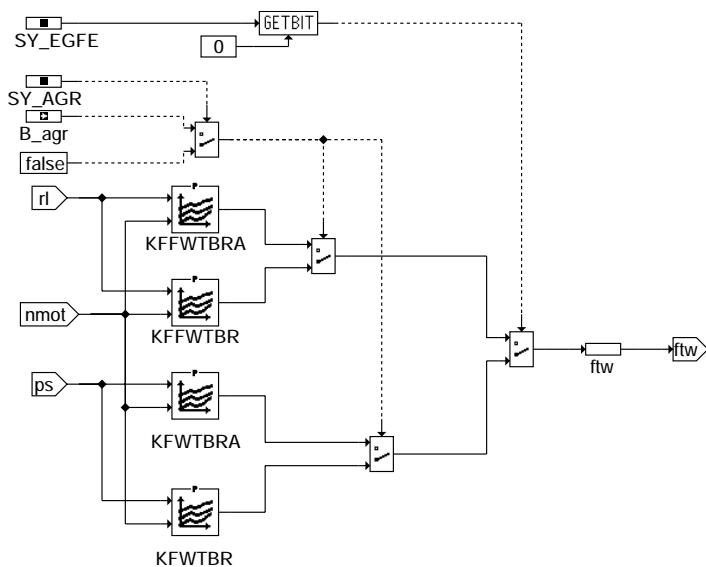 GETBIT
SY_EGFE
0
SY_AGR
B_agr
false
rl
P
KFFWTBRA
P
KFFWTBR
nmot
ftw
ftw
ps
P
KFWTBRA
P
KFWTBR